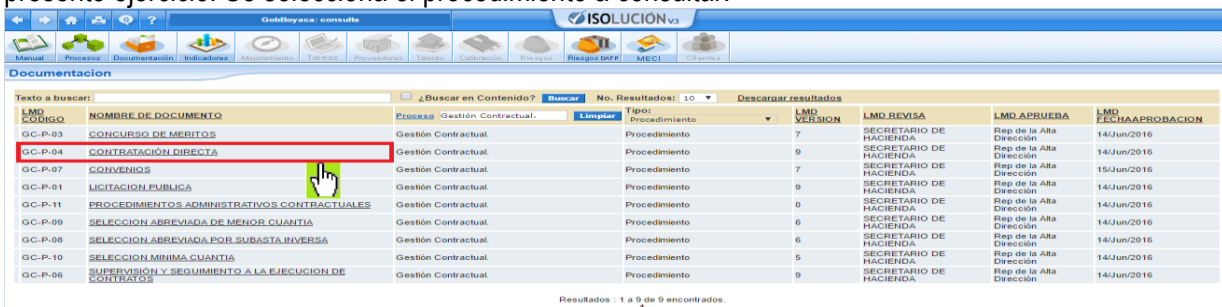 presente ejercicio. Se selecciona el procedimiento a consultar.
GobBoyaca: consulta
ISOLUCIÓN V3
Manual Procesos Documentación Indicadores Mejoramiento Tareas Proveedores Talento Calibración Riesgos Riesgos DAFP MECI Clientes
Documentacion
Texto a buscar: ¿Buscar en Contenido? Buscar No. Resultados: 10 Descargar resultados
LMD CODIGO NOMBRE DE DOCUMENTO Proceso Gestión Contractual. Limpiar Tipo: Procedimiento LMD VERSION LMD REVISA LMD APRUEBA LMD FECHAAPROBACION
GC-P-03 CONCURSO DE MERITOS Gestión Contractual. Procedimiento 7 SECRETARIO DE HACIENDA Rep de la Alta Dirección 14/Jun/2016
GC-P-04 CONTRATACIÓN DIRECTA Gestión Contractual. Procedimiento 9 SECRETARIO DE HACIENDA Rep de la Alta Dirección 14/Jun/2016
GC-P-07 CONVENIOS Gestión Contractual. Procedimiento 7 SECRETARIO DE HACIENDA Rep de la Alta Dirección 15/Jun/2016
GC-P-01 LICITACION PUBLICA Gestión Contractual. Procedimiento 9 SECRETARIO DE HACIENDA Rep de la Alta Dirección 14/Jun/2016
GC-P-11 PROCEDIMIENTOS ADMINISTRATIVOS CONTRACTUALES Gestión Contractual. Procedimiento 0 SECRETARIO DE HACIENDA Rep de la Alta Dirección 14/Jun/2016
GC-P-09 SELECCION ABREVIADA DE MENOR CUANTIA Gestión Contractual. Procedimiento 6 SECRETARIO DE HACIENDA Rep de la Alta Dirección 14/Jun/2016
GC-P-08 SELECCION ABREVIADA POR SUBASTA INVERSA Gestión Contractual. Procedimiento 6 SECRETARIO DE HACIENDA Rep de la Alta Dirección 14/Jun/2016
GC-P-10 SELECCION MINIMA CUANTIA Gestión Contractual. Procedimiento 5 SECRETARIO DE HACIENDA Rep de la Alta Dirección 14/Jun/2016
GC-P-06 SUPERVISIÓN Y SEGUIMIENTO A LA EJECUCION DE CONTRATOS Gestión Contractual. Procedimiento 9 SECRETARIO DE HACIENDA Rep de la Alta Dirección 14/Jun/2016
Resultados : 1 a 9 de 9 encontrados.